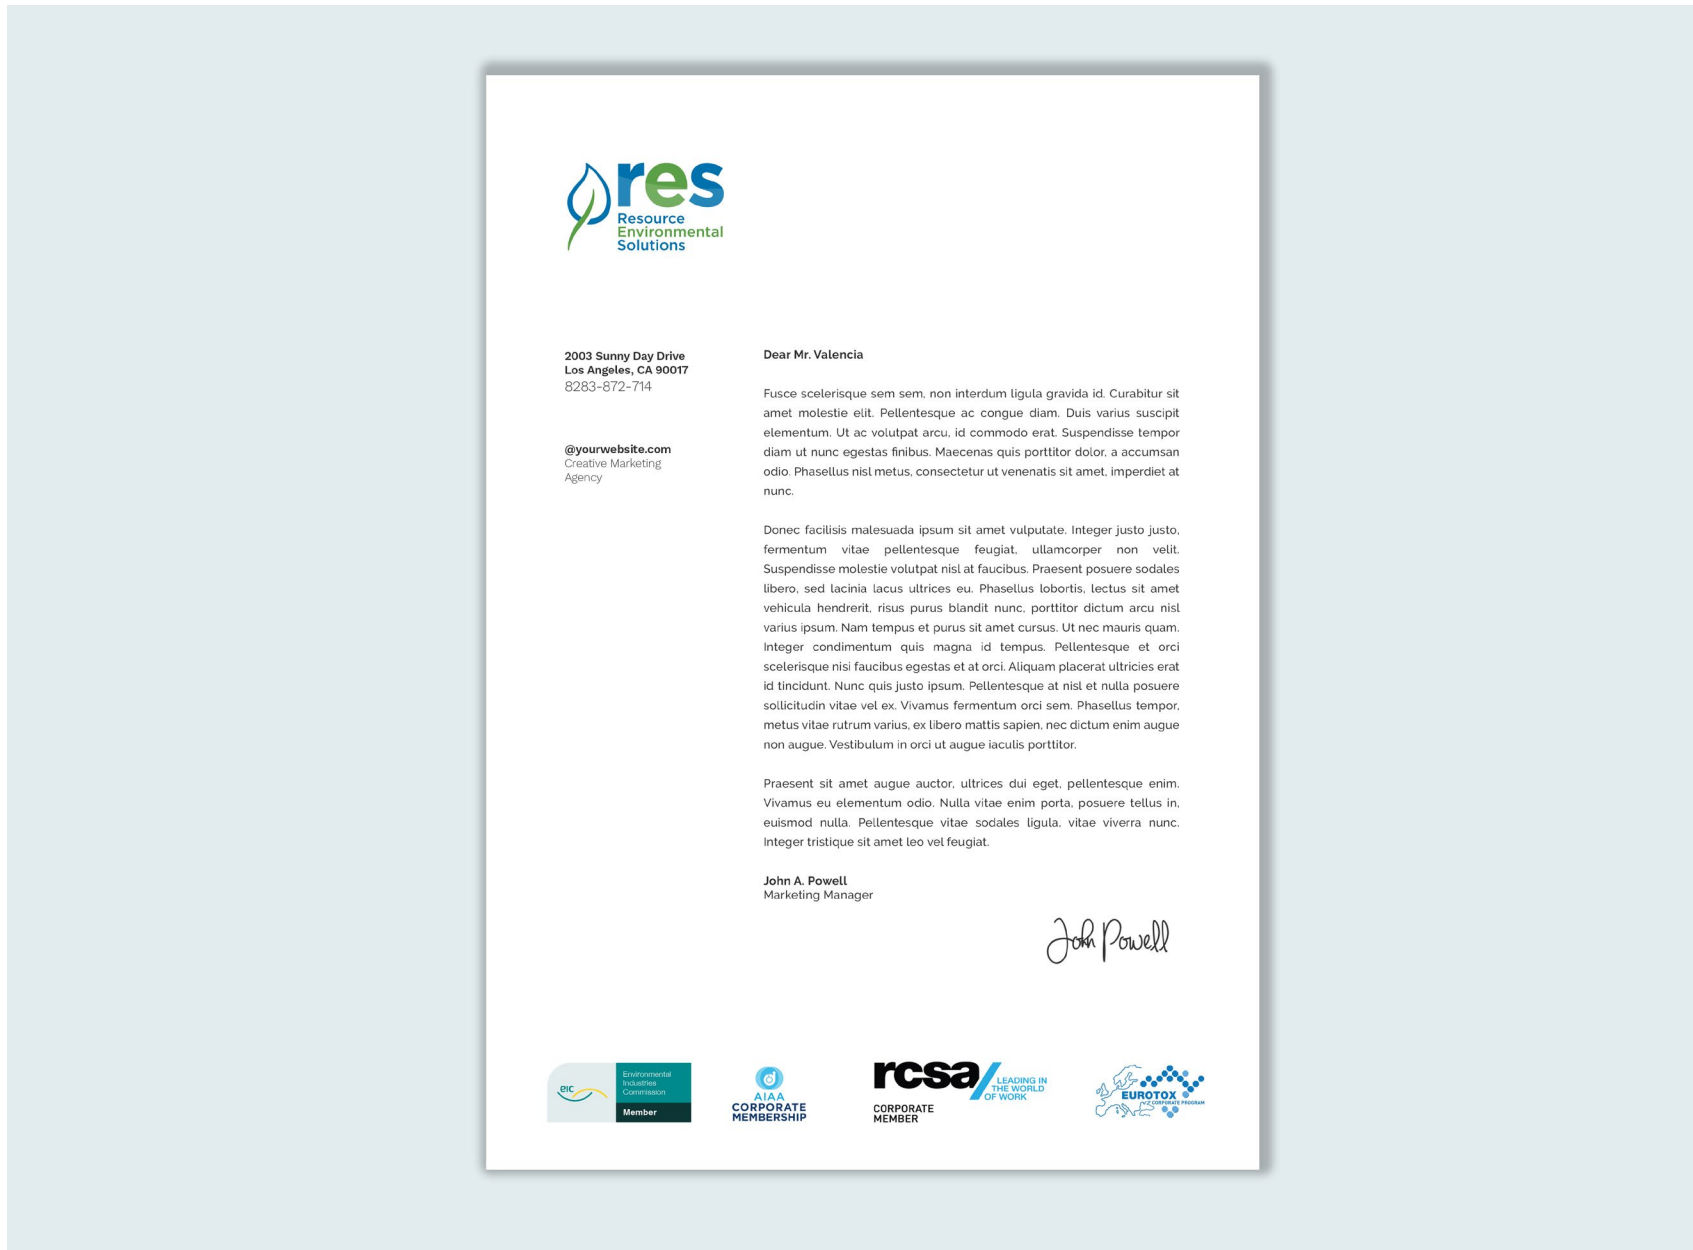 res
Resource
Environmental
Solutions
2003 Sunny Day Drive
Los Angeles, CA 90017
8283-872-714
@yourwebsite.com
Creative Marketing
Agency
Dear Mr. Valencia
Fusce scelerisque sem sem, non interdum ligula gravida id. Curabitur sit
amet molestie elit. Pellentesque ac congue diam. Duis varius suscipit
elementum. Ut ac volutpat arcu, id commodo erat. Suspendisse tempor
diam ut nunc egestas finibus. Maecenas quis porttitor dolor, a accumsan
odio. Phasellus nisl metus, consectetur ut venenatis sit amet, imperdiet at
nunc.
Donec facilisis malesuada ipsum sit amet vulputate. Integer justo justo,
fermentum vitae pellentesque feugiat, ullamcorper non velit.
Suspendisse molestie volutpat nisl at faucibus. Praesent posuere sodales
libero, sed lacinia lacus ultrices eu. Phasellus lobortis, lectus sit amet
vehicula hendrerit, risus purus blandit nunc, porttitor dictum arcu nisl
varius ipsum. Nam tempus et purus sit amet cursus. Ut nec mauris quam.
Integer condimentum quis magna id tempus. Pellentesque et orci
scelerisque nisi faucibus egestas et at orci. Aliquam placerat ultricies erat
id tincidunt. Nunc quis justo ipsum. Pellentesque at nisl et nulla posuere
sollicitudin vitae vel ex. Vivamus fermentum orci sem. Phasellus tempor,
metus vitae rutrum varius, ex libero mattis sapien, nec dictum enim augue
non augue. Vestibulum in orci ut augue iaculis porttitor.
Praesent sit amet augue auctor, ultrices dui eget, pellentesque enim.
Vivamus eu elementum odio. Nulla vitae enim porta, posuere tellus in,
euismod nulla. Pellentesque vitae sodales ligula, vitae viverra nunc.
Integer tristique sit amet leo vel feugiat.
John A. Powell
Marketing Manager
John Powell
eic
Environmental
Industries
Commission
Member
AIAA
CORPORATE
MEMBERSHIP
rcsa
LEADING IN
THE WORLD
OF WORK
CORPORATE
MEMBER
EUROTOX
CORPORATE PROGRAM